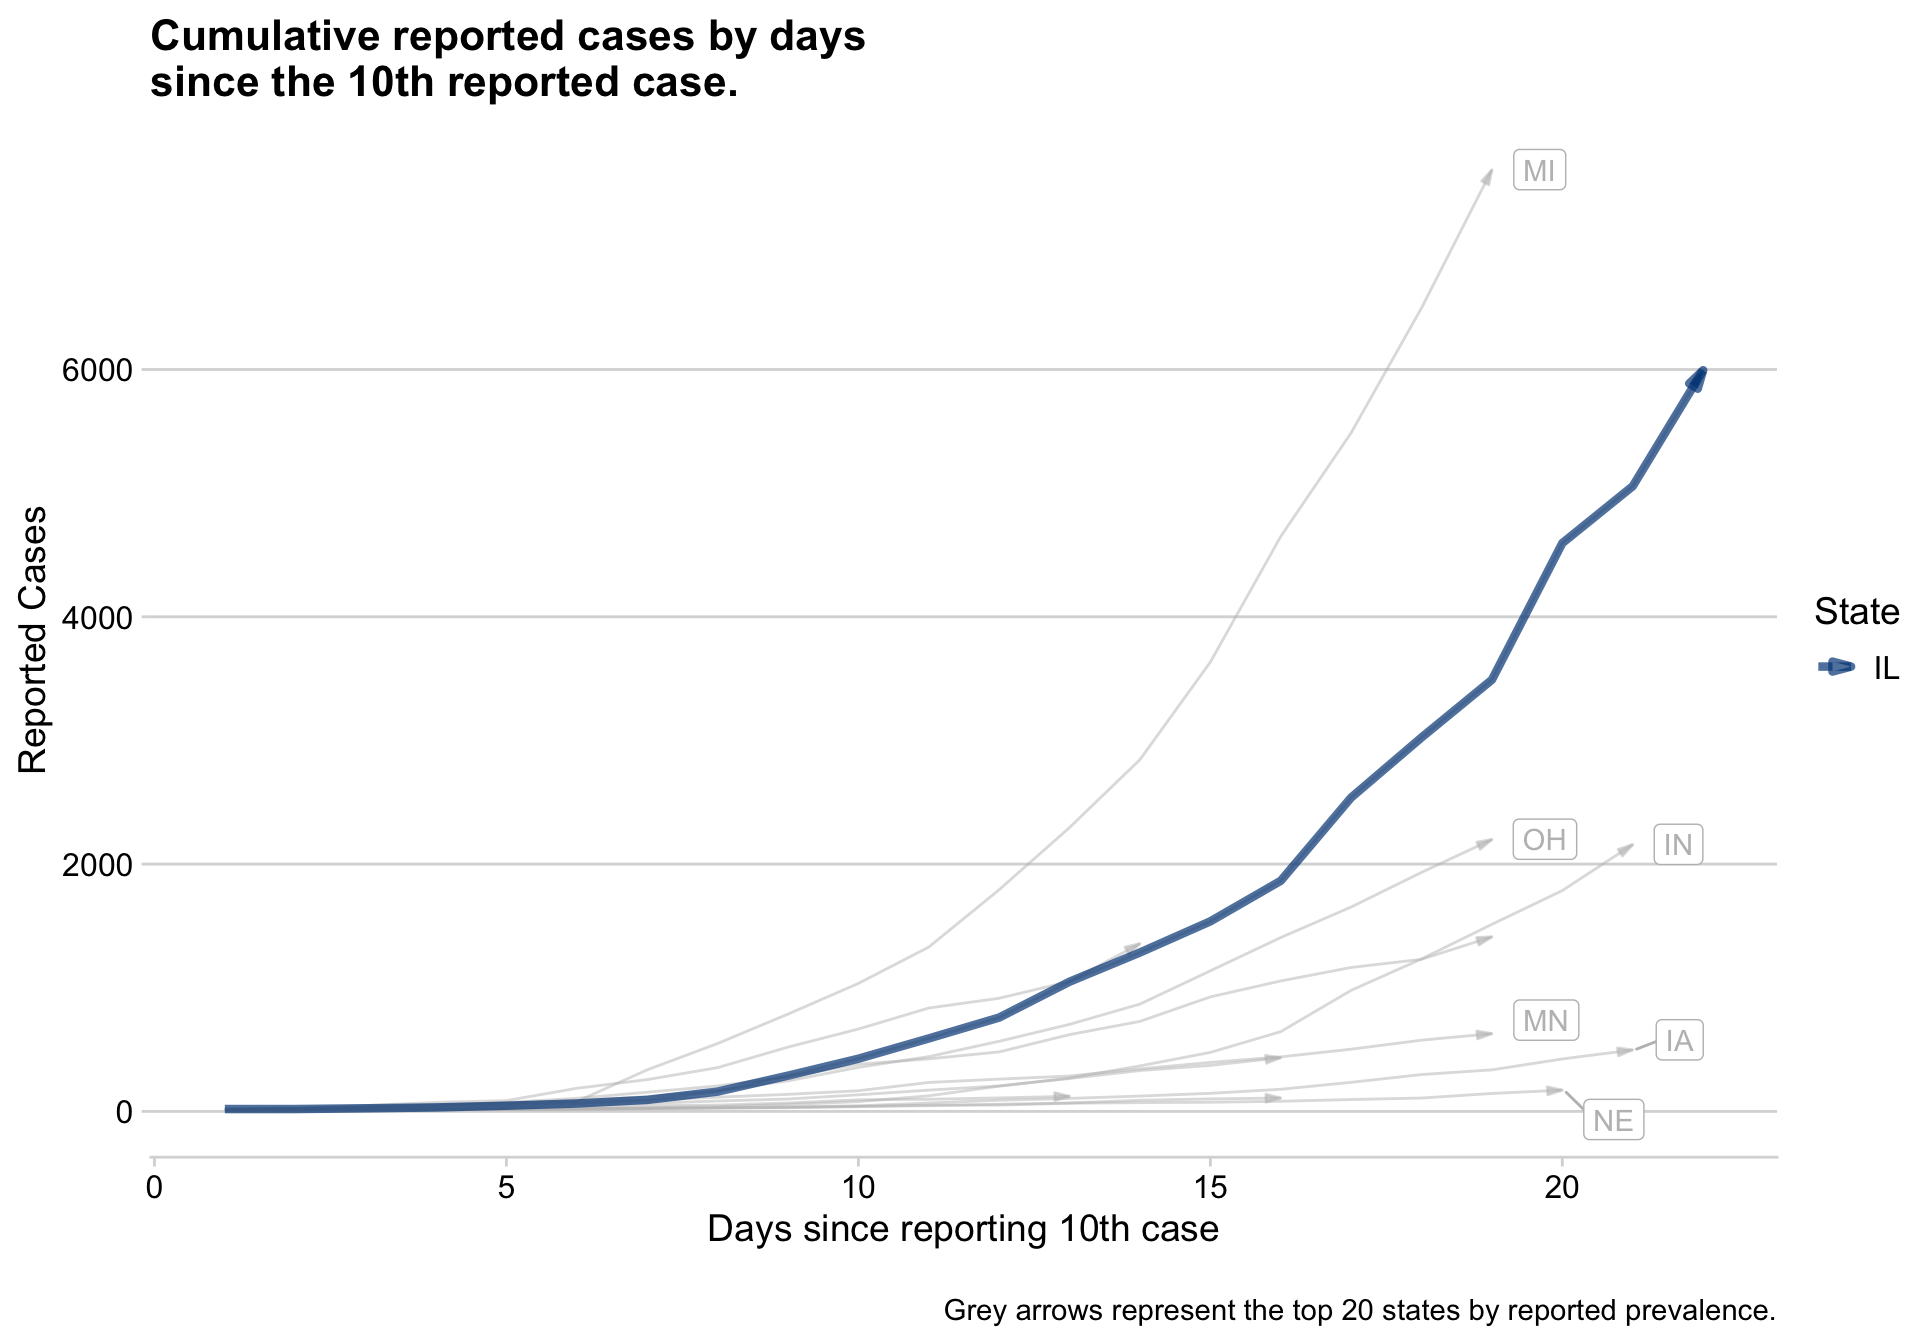 Cumulative reported cases by days
since the 10th reported case.
MI
6000
Reported Cases
4000
State
IL
OH
IN
2000
MN
IA
NE
0
0 5 10 15 20
Days since reporting 10th case
Grey arrows represent the top 20 states by reported prevalence.